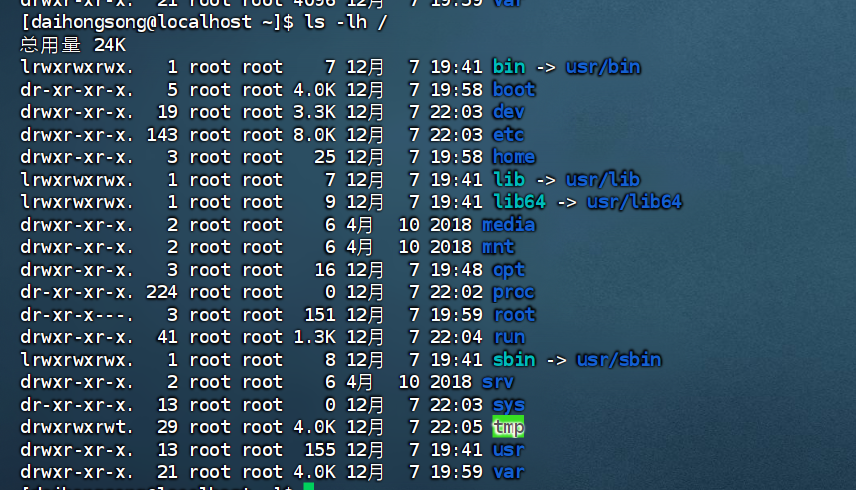 drwxr-xr-x. 21 root root 4096 12月 7 19:59 var
[daihongsong@localhost ~]$ ls -lh /
总用量 24K
lrwxrwxrwx. 1 root root 7 12月 7 19:41 bin -> usr/bin
dr-xr-xr-x. 5 root root 4.0K 12月 7 19:58 boot
drwxr-xr-x. 19 root root 3.3K 12月 7 22:03 dev
drwxr-xr-x. 143 root root 8.0K 12月 7 22:03 etc
drwxr-xr-x. 3 root root 25 12月 7 19:58 home
lrwxrwxrwx. 1 root root 7 12月 7 19:41 lib -> usr/lib
lrwxrwxrwx. 1 root root 9 12月 7 19:41 lib64 -> usr/lib64
drwxr-xr-x. 2 root root 6 4月 10 2018 media
drwxr-xr-x. 2 root root 6 4月 10 2018 mnt
drwxr-xr-x. 3 root root 16 12月 7 19:48 opt
dr-xr-xr-x. 224 root root 0 12月 7 22:02 proc
dr-xr-x---. 3 root root 151 12月 7 19:59 root
drwxr-xr-x. 41 root root 1.3K 12月 7 22:04 run
lrwxrwxrwx. 1 root root 8 12月 7 19:41 sbin -> usr/sbin
drwxr-xr-x. 2 root root 6 4月 10 2018 srv
dr-xr-xr-x. 13 root root 0 12月 7 22:03 sys
drwxrwxrwt. 29 root root 4.0K 12月 7 22:05 tmp
drwxr-xr-x. 13 root root 155 12月 7 19:41 usr
drwxr-xr-x. 21 root root 4.0K 12月 7 19:59 var
[daihongsong@localhost ~]$